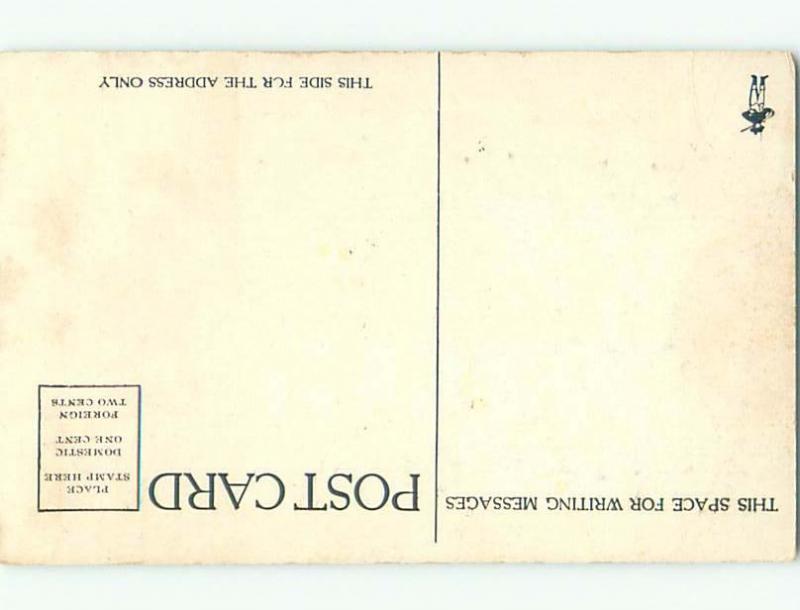 THIS SPACE FOR WRITING MESSAGES
POST CARD
PLACE
STAMP HERE
DOMESTIC
ONE CENT
FOREIGN
TWO CENTS
THIS SIDE FOR THE ADDRESS ONLY